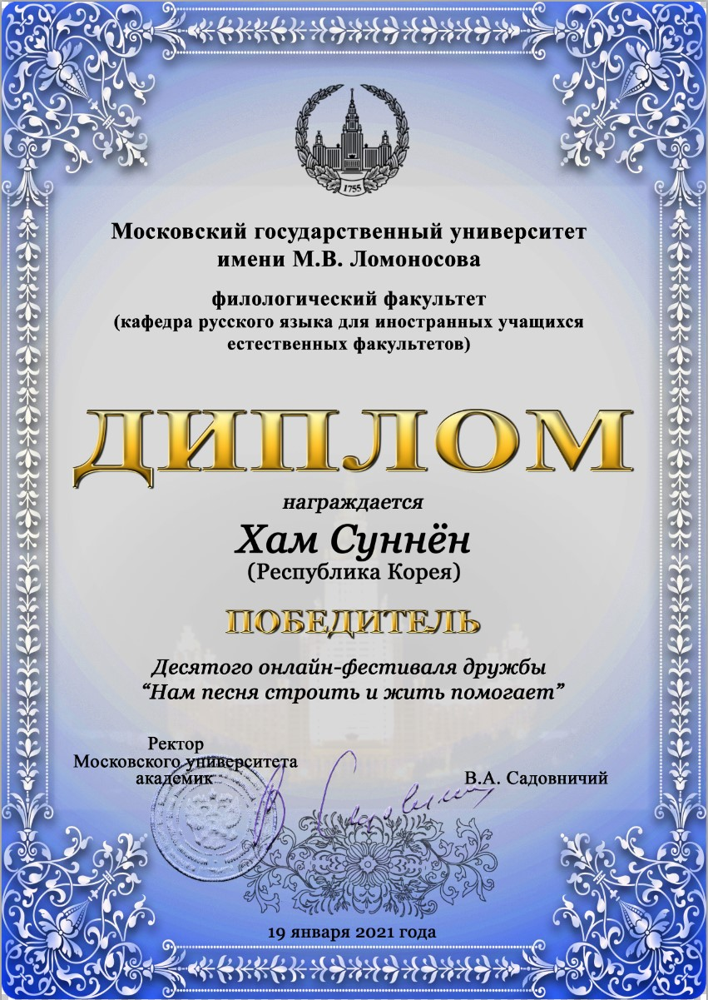 1755
Московский государственный университет
имени М.В. Ломоносова
филологический факультет
(кафедра русского языка для иностранных учащихся
естественных факультетов)
ДИПЛОМ
награждается
Хам Суннён
(Республика Корея)
ПОБЕДИТЕЛЬ
Десятого онлайн-фестиваля дружбы
“Нам песня строить и жить помогает”
Ректор
Московского университета
академик
В.А. Садовничий
19 января 2021 года